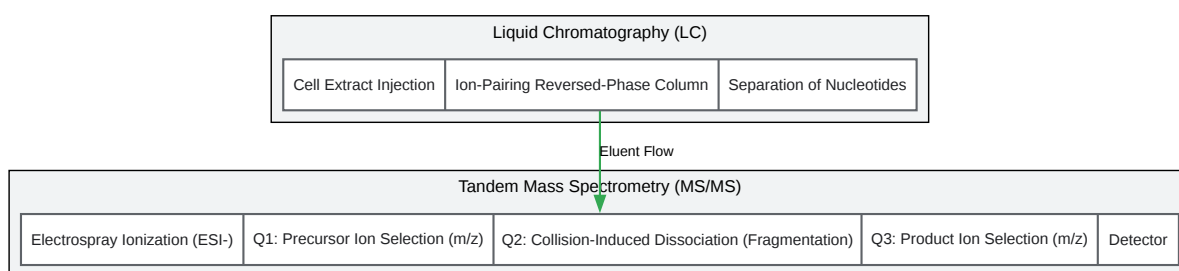 Liquid Chromatography (LC)
Cell Extract Injection
Ion-Pairing Reversed-Phase Column
Separation of Nucleotides
Eluent Flow
Tandem Mass Spectrometry (MS/MS)
Electrospray Ionization (ESI-)
Q1: Precursor Ion Selection (m/z)
Q2: Collision-Induced Dissociation (Fragmentation)
Q3: Product Ion Selection (m/z)
Detector